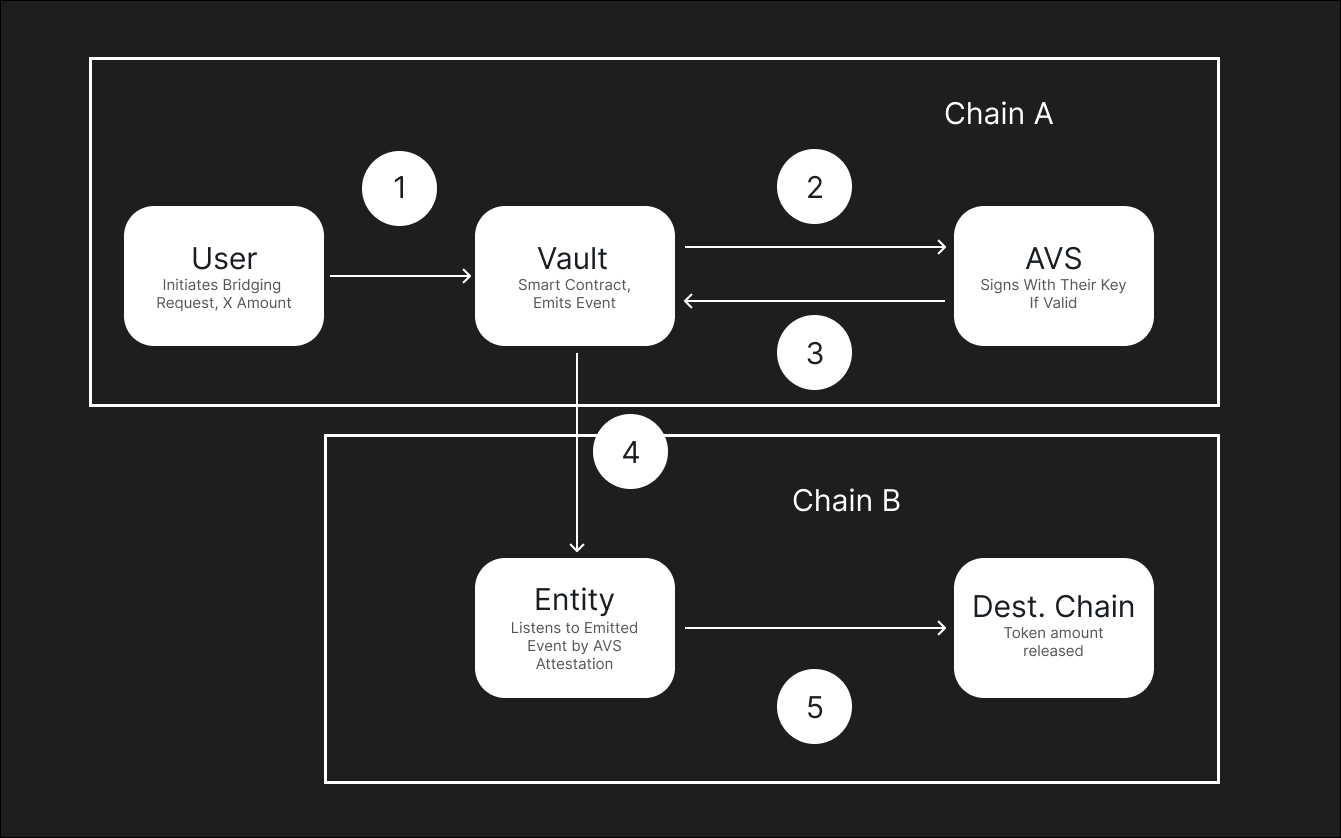 Chain A
1
2
User
Initiates Bridging
Request, X Amount
Vault
Smart Contract,
Emits Event
AVS
Signs With Their Key
If Valid
3
4
Chain B
Entity
Listens to Emitted
Event by AVS
Attestation
Dest. Chain
Token amount
released
5